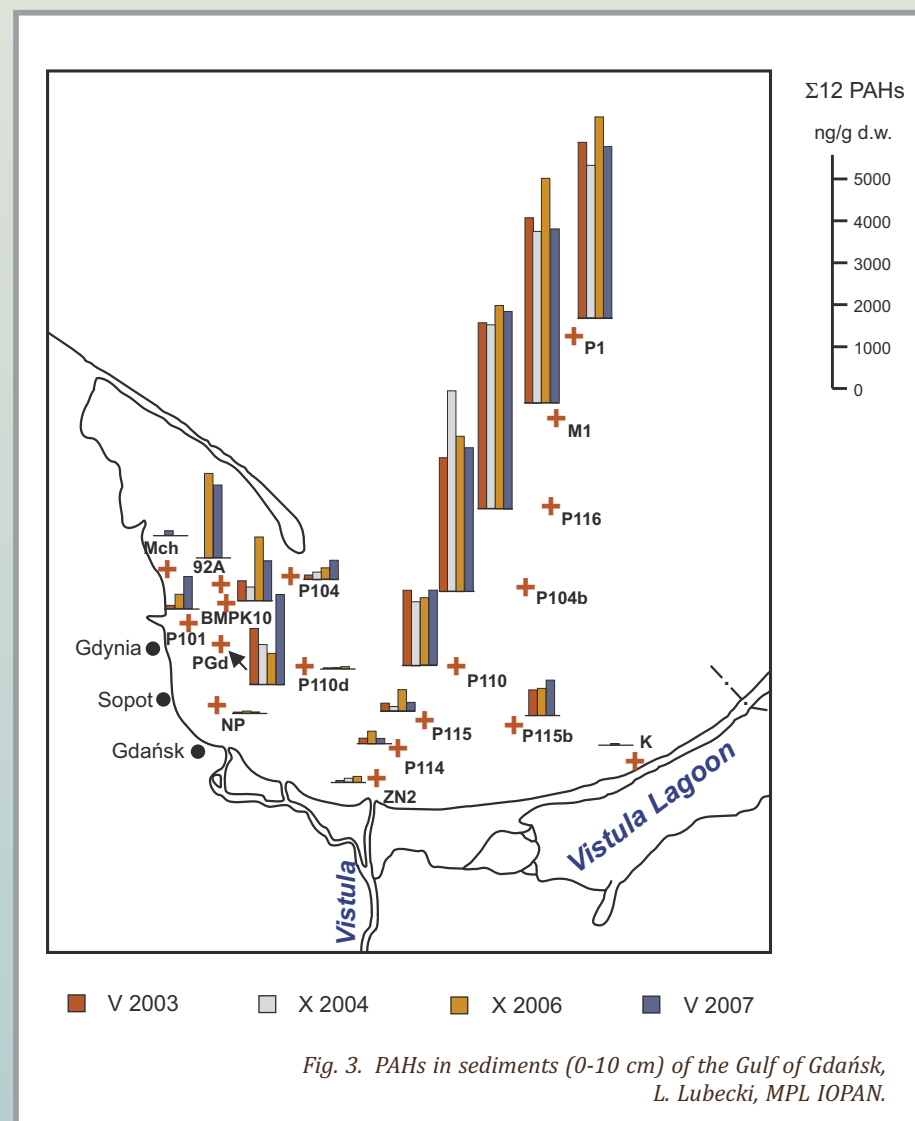 Σ12 PAHs
ng/g d.w.
5000
4000
3000
2000
1000
0
P1
M1
P116
Mch
92A
P104
P104b
BMPK10
P101
Gdynia
PGd
P110d
P110
Sopot
NP
P115
P115b
K
Gdańsk
P114
ZN2
Vistula Lagoon
Vistula
V 2003
X 2004
X 2006
V 2007
Fig. 3. PAHs in sediments (0-10 cm) of the Gulf of Gdańsk,
L. Lubecki, MPL IOPAN.